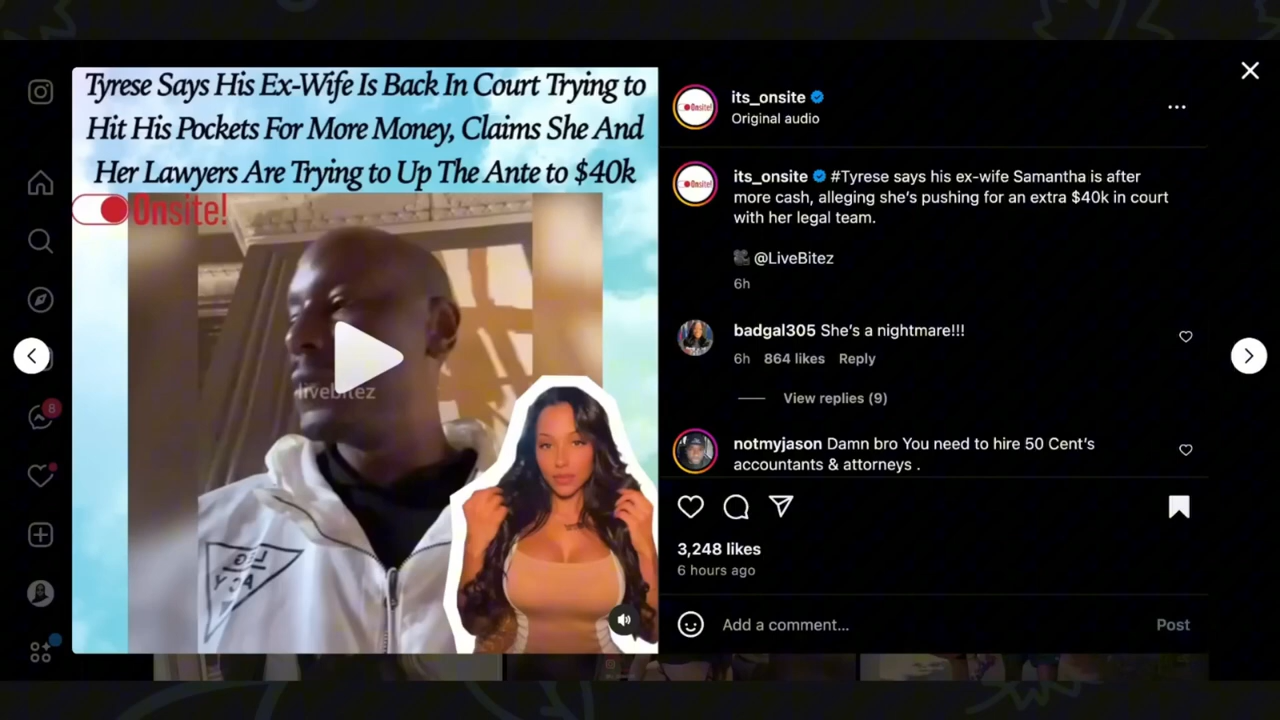 Tyrese Says His Ex-Wife Is Back In Court Trying to
Hit His Pockets For More Money, Claims She And
Her Lawyers Are Trying to Up The Ante to $40k
Onsite!
livebitez
its_onsite
Original audio
its_onsite #Tyrese says his ex-wife Samantha is after
more cash, alleging she’s pushing for an extra $40k in court
with her legal team.
@LiveBitez
6h
badgal305 She’s a nightmare!!!
6h 864 likes Reply
View replies (9)
notmyjason Damn bro You need to hire 50 Cent’s
accountants & attorneys .
3,248 likes
6 hours ago
Add a comment...
Post
8
Onsite!
Onsite!